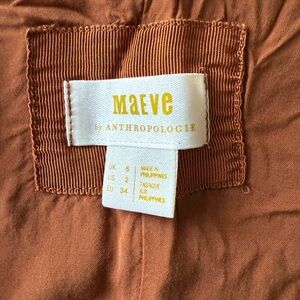 MAEVE
by ANTHROPOLOGIE
UK 6
US 2
EU 34
MADE IN
PHILIPPINES
FABRIQUÉ
AUX
PHILIPPINES